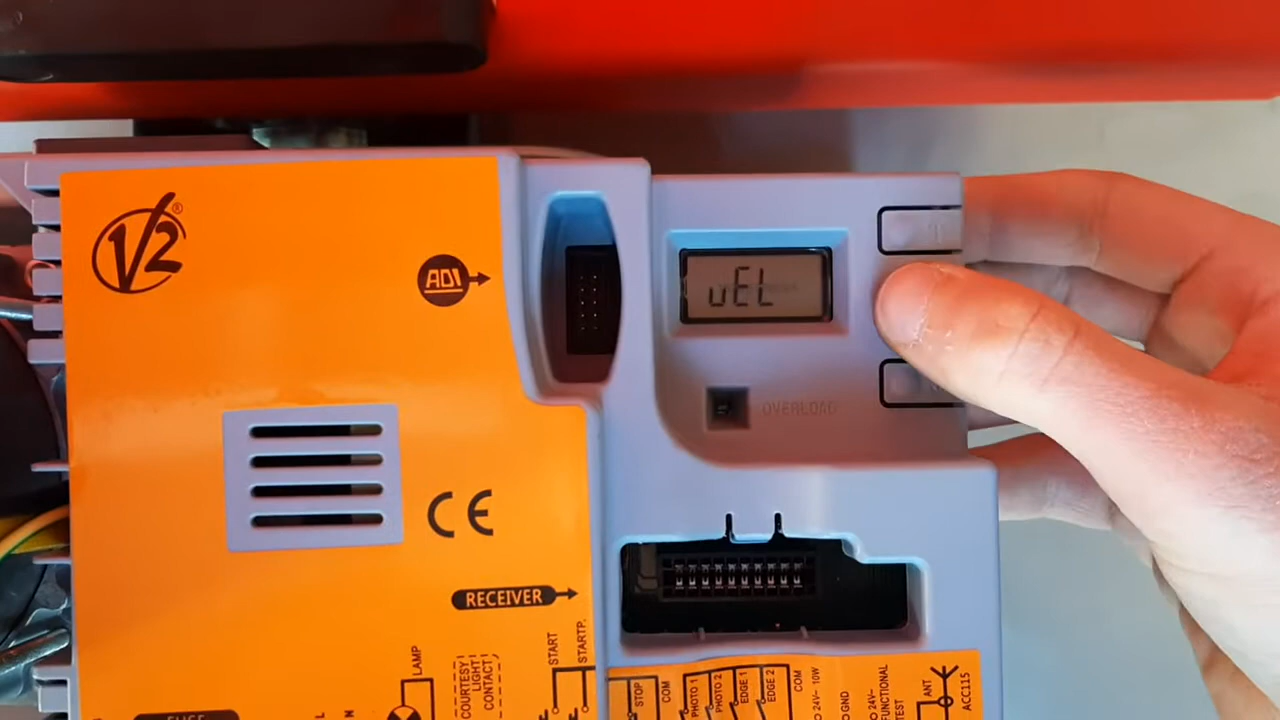 V2
®
ADI
uEL
OVERLOAD
CE
RECEIVER
LAMP
COURTESY
LIGHT
CONTACT
START
STARTP.
STOP
COM
PHOTO 1
PHOTO 2
EDGE 1
EDGE 2
COM
24V~ 10W
GND
24V~
FUNCTIONAL
TEST
ANT
ACC115